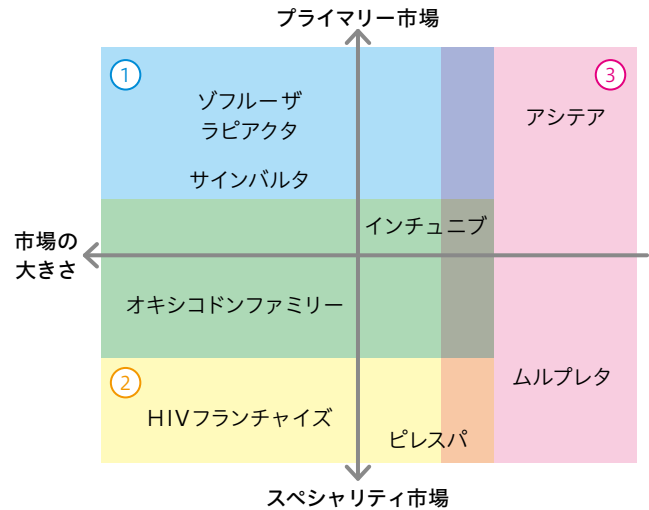 プライマリー市場
①
③
ゾフルーザ
ラピアクタ
アシテア
サインバルタ
インチュニブ
市場の
大きさ
オキシコドンファミリー
②
ムルプレタ
HIVフランチャイズ
ピレスパ
スペシャリティ市場